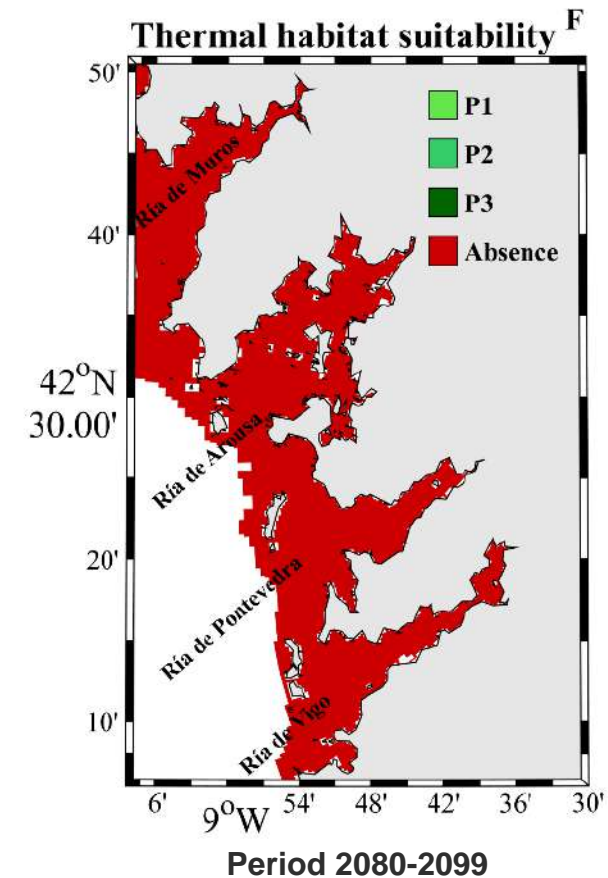 Thermal habitat suitability F
50'
P1
P2
P3
Absence
Ría de Muros
40'
42°N
30.00'
Ría de Arousa
20'
Ría de Pontevedra
10'
Ría de Vigo
6'
9°W
54'
48'
42'
36'
30'
Period 2080-2099